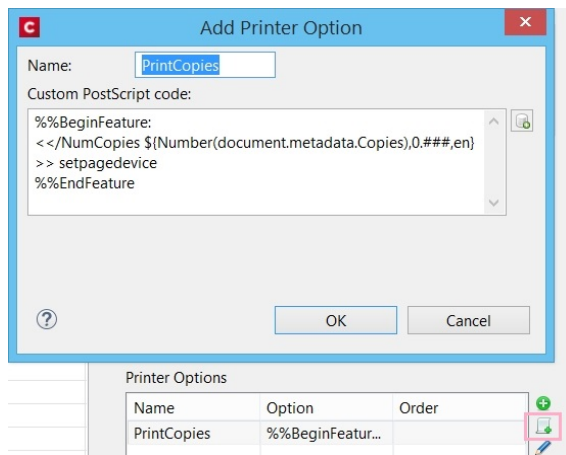 C Add Printer Option x
Name: PrintCopies
Custom PostScript code:
%%BeginFeature:
<</NumCopies ${Number(document.metadata.Copies),0.###,en}
>> setpagedevice
%%EndFeature
? OK Cancel
Printer Options
Name Option Order
PrintCopies %%BeginFeatur...